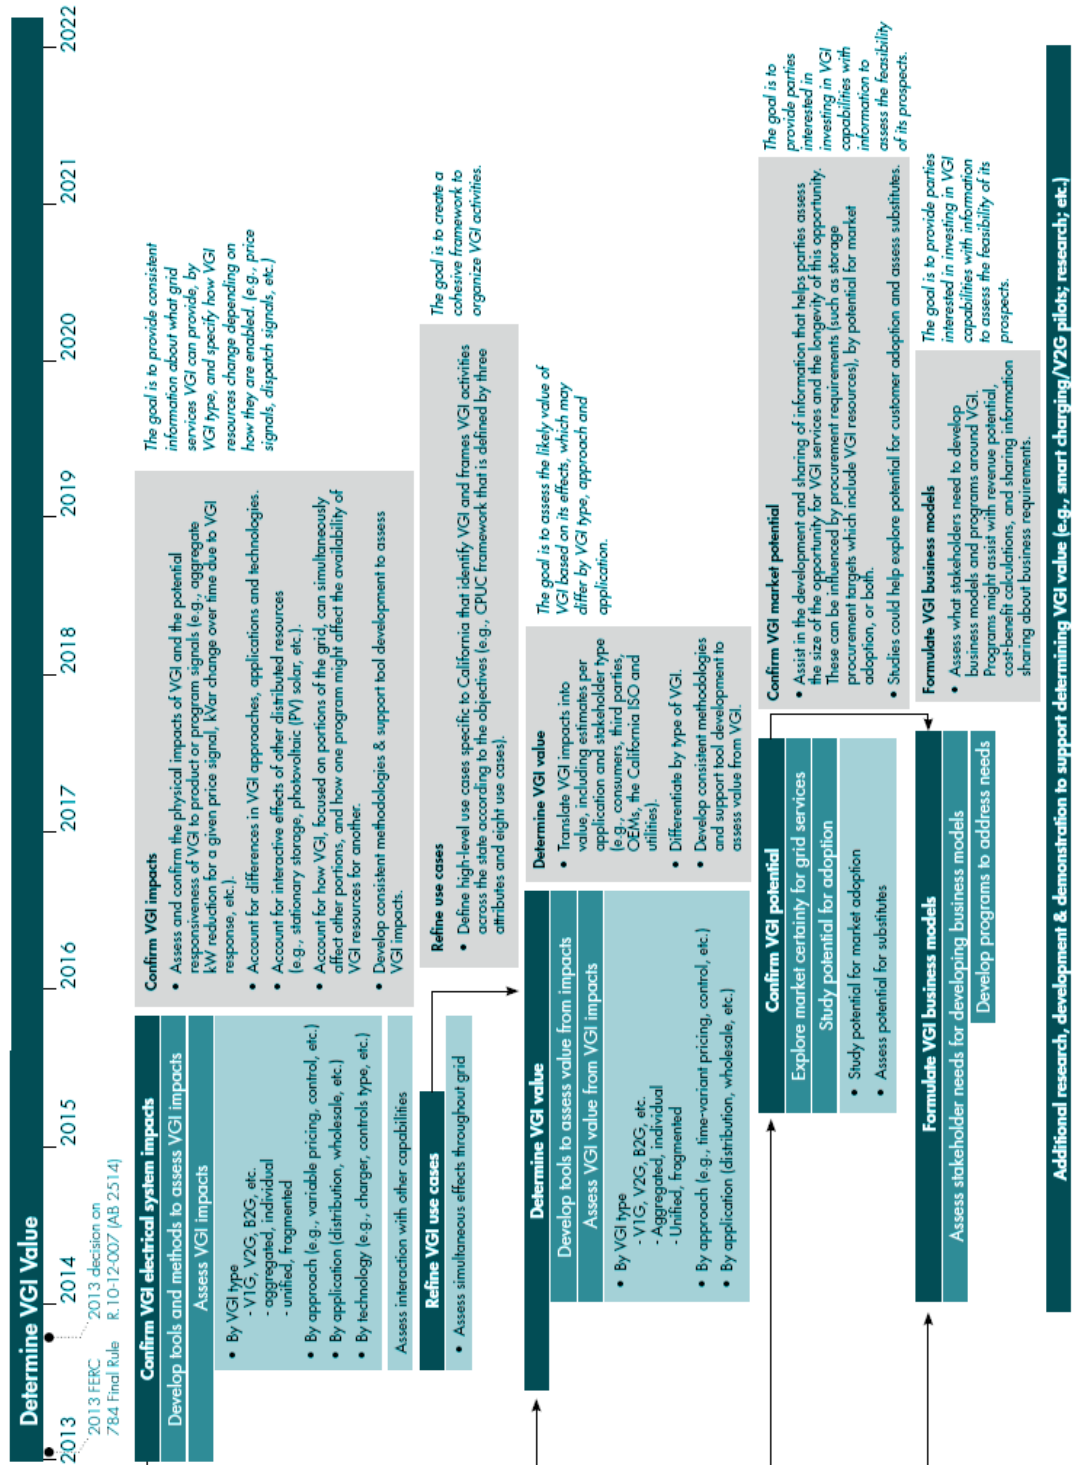 Determine VGI Value
2013
2014
2015
2016
2017
2018
2019
2020
2021
2022
2013 FERC
784 Final Rule
2013 decision on
R.10-12-007 (AB 2514)
Confirm VGI electrical system impacts
Develop tools and methods to assess VGI impacts
Assess VGI impacts
• By VGI type
- V1G, V2G, B2G, etc.
- aggregated, individual
- unified, fragmented
• By approach (e.g., variable pricing, control, etc.)
• By application (distribution, wholesale, etc.)
• By technology (e.g., charger, controls type, etc.)
Assess interaction with other capabilities
Confirm VGI impacts
• Assess and confirm the physical impacts of VGI and the potential
responsiveness of VGI to product or program signals (e.g., aggregate
kW reduction for a given price signal, kVar change over time due to VGI
response, etc.).
• Account for differences in VGI approaches, applications and technologies.
• Account for interactive effects of other distributed resources
(e.g., stationary storage, photovoltaic (PV) solar, etc.).
• Account for how VGI, focused on portions of the grid, can simultaneously
affect other portions, and how one program might affect the availability of
VGI resources for another.
• Develop consistent methodologies & support tool development to assess
VGI impacts.
The goal is to provide consistent
information about what grid
services VGI can provide, by
VGI type, and specify how VGI
resources change depending on
how they are enabled. (e.g., price
signals, dispatch signals, etc.)
Refine VGI use cases
• Assess simultaneous effects throughout grid
Refine use cases
• Define high-level use cases specific to California that identify VGI and frames VGI activities
across the state according to the objectives (e.g., CPUC framework that is defined by three
attributes and eight use cases).
The goal is to create a
cohesive framework to
organize VGI activities.
Determine VGI value
Develop tools to assess value from impacts
Assess VGI value from VGI impacts
• By VGI type
- V1G, V2G, B2G, etc.
- Aggregated, individual
- Unified, fragmented
• By approach (e.g., time-variant pricing, control, etc.)
• By application (distribution, wholesale, etc.)
Determine VGI value
• Translate VGI impacts into
value, including estimates per
application and stakeholder type
(e.g., consumers, third parties,
OEMs, the California ISO and
utilities).
• Differentiate by type of VGI.
• Develop consistent methodologies
and support tool development to
assess value from VGI.
The goal is to assess the likely value of
VGI based on its effects, which may
differ by VGI type, approach and
application.
Confirm VGI potential
Explore market certainty for grid services
Study potential for adoption
• Study potential for market adoption
• Assess potential for substitutes
Confirm VGI market potential
• Assist in the development and sharing of information that helps parties assess
the size of the opportunity for VGI services and the longevity of this opportunity.
These can be influenced by procurement requirements (such as storage
procurement targets which include VGI resources), by potential for market
adoption, or both.
• Studies could help explore potential for customer adoption and assess substitutes.
The goal is to
provide parties
interested in
investing in VGI
capabilities with
information to
assess the feasibility
of its prospects.
Formulate VGI business models
Assess stakeholder needs for developing business models
Develop programs to address needs
Formulate VGI business models
• Assess what stakeholders need to develop
business models and programs around VGI.
Programs might assist with revenue potential,
cost-benefit calculations, and sharing information
sharing about business requirements.
The goal is to provide parties
interested in investing in VGI
capabilities with information
to assess the feasibility of its
prospects.
Additional research, development & demonstration to support determining VGI value (e.g., smart charging/V2G pilots; research; etc.)